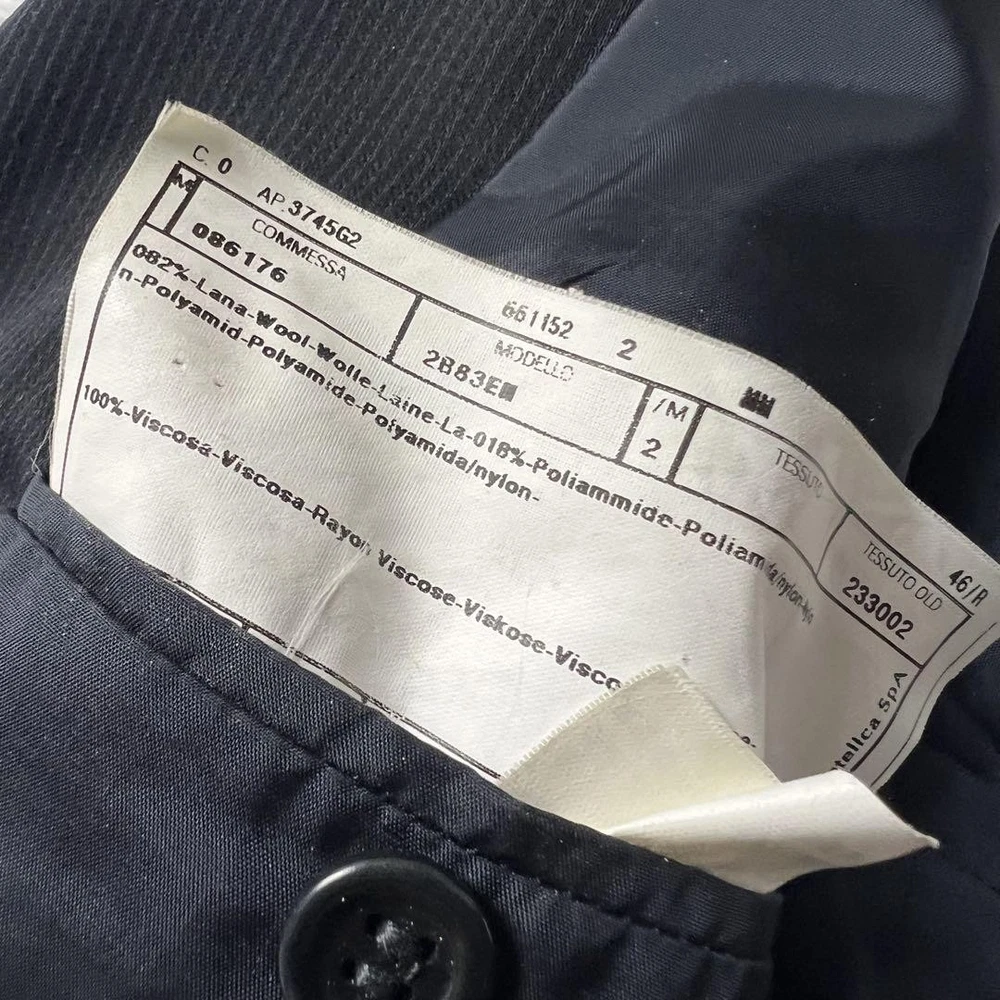 C. 0 AP. 3745G2 661152 2 46/R
M COMMESSA MODELLO /M TESSUTO TESSUTO OLD
086176 2B83E 2 233002
082%-Lana-Wool-Wolle-Laine-La-018%-Poliammide-Poliam
n-Polyamid-Polyamide-Polyamida/nylon-
100%-Viscosa-Viscosa-Rayon Viscose-Viskose-Visco
SpA